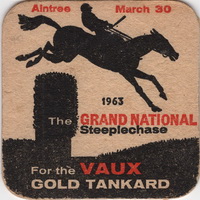 Aintree March 30
1963
The GRAND NATIONAL
Steeplechase
For the VAUX
GOLD TANKARD